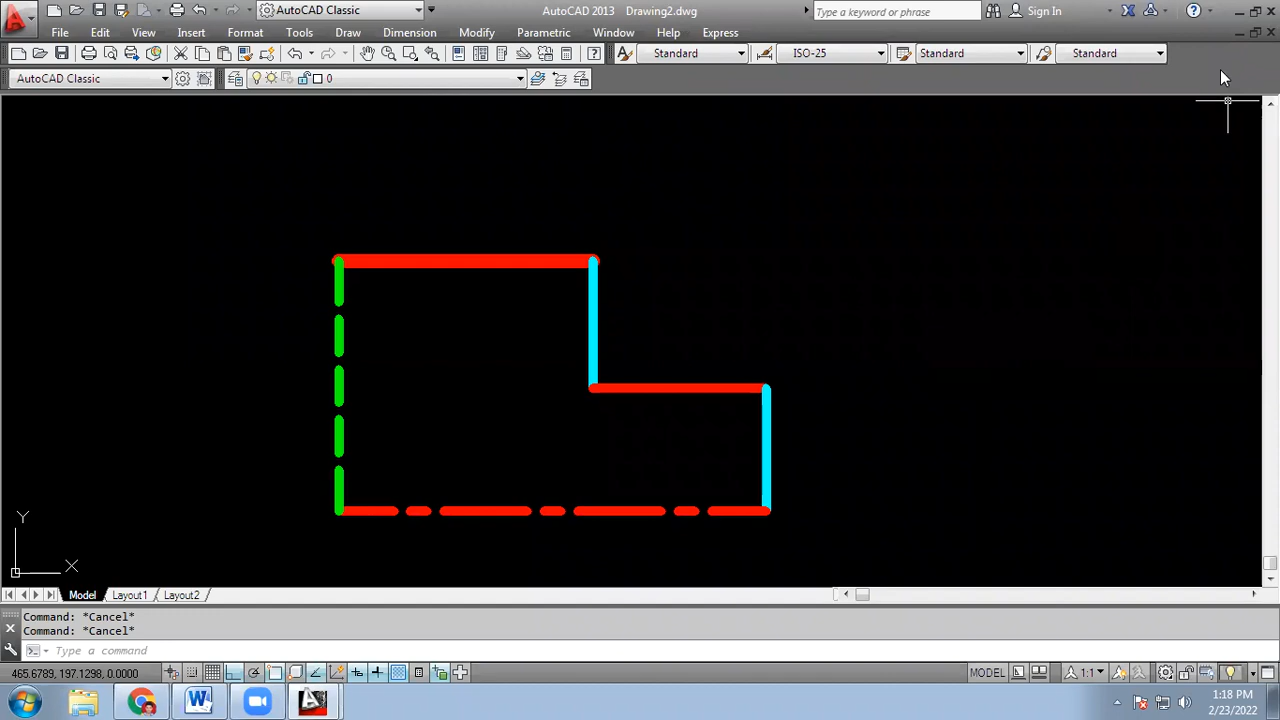 AutoCAD Classic AutoCAD 2013 Drawing2.dwg Type a keyword or phrase Sign In
File Edit View Insert Format Tools Draw Dimension Modify Parametric Window Help Express
Standard ISO-25 Standard Standard
AutoCAD Classic 0
Y
X
Model Layout1 Layout2
Command: *Cancel*
Command: *Cancel*
Type a command
465.6789, 197.1298, 0.0000 MODEL 1:1
1:18 PM
2/23/2022